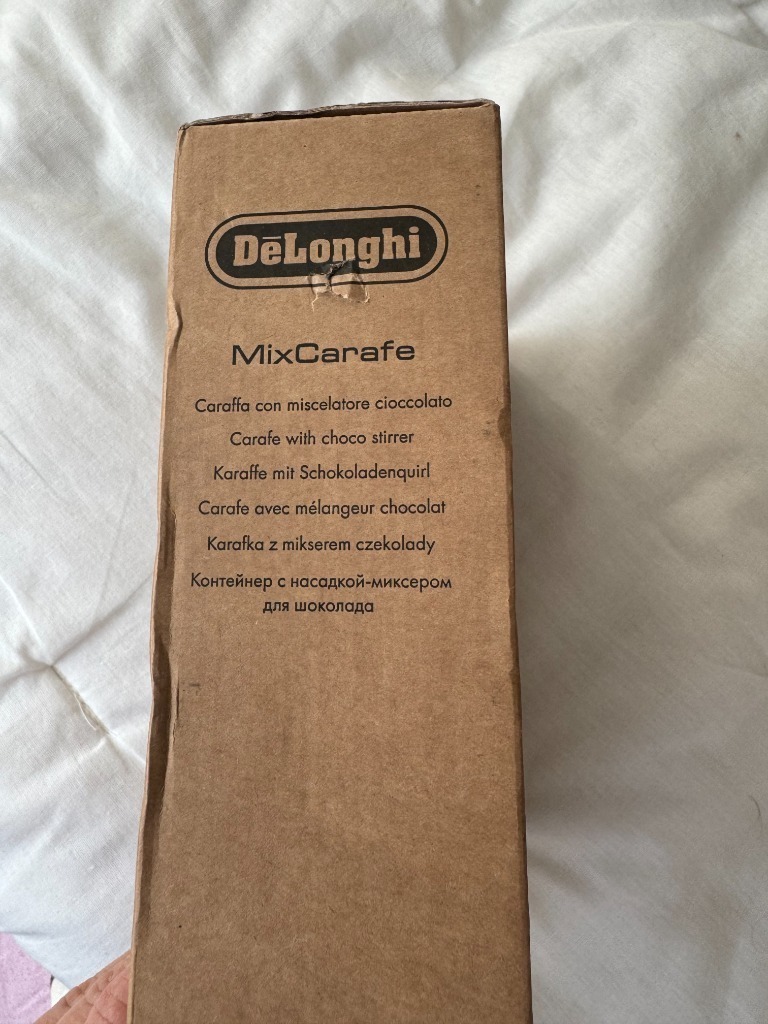 DēLonghi
MixCarafe
Caraffa con miscelatore cioccolato
Carafe with choco stirrer
Karaffe mit Schokoladenquirl
Carafe avec mélangeur chocolat
Karafka z mikserem czekolady
Контейнер с насадкой-миксером
для шоколада